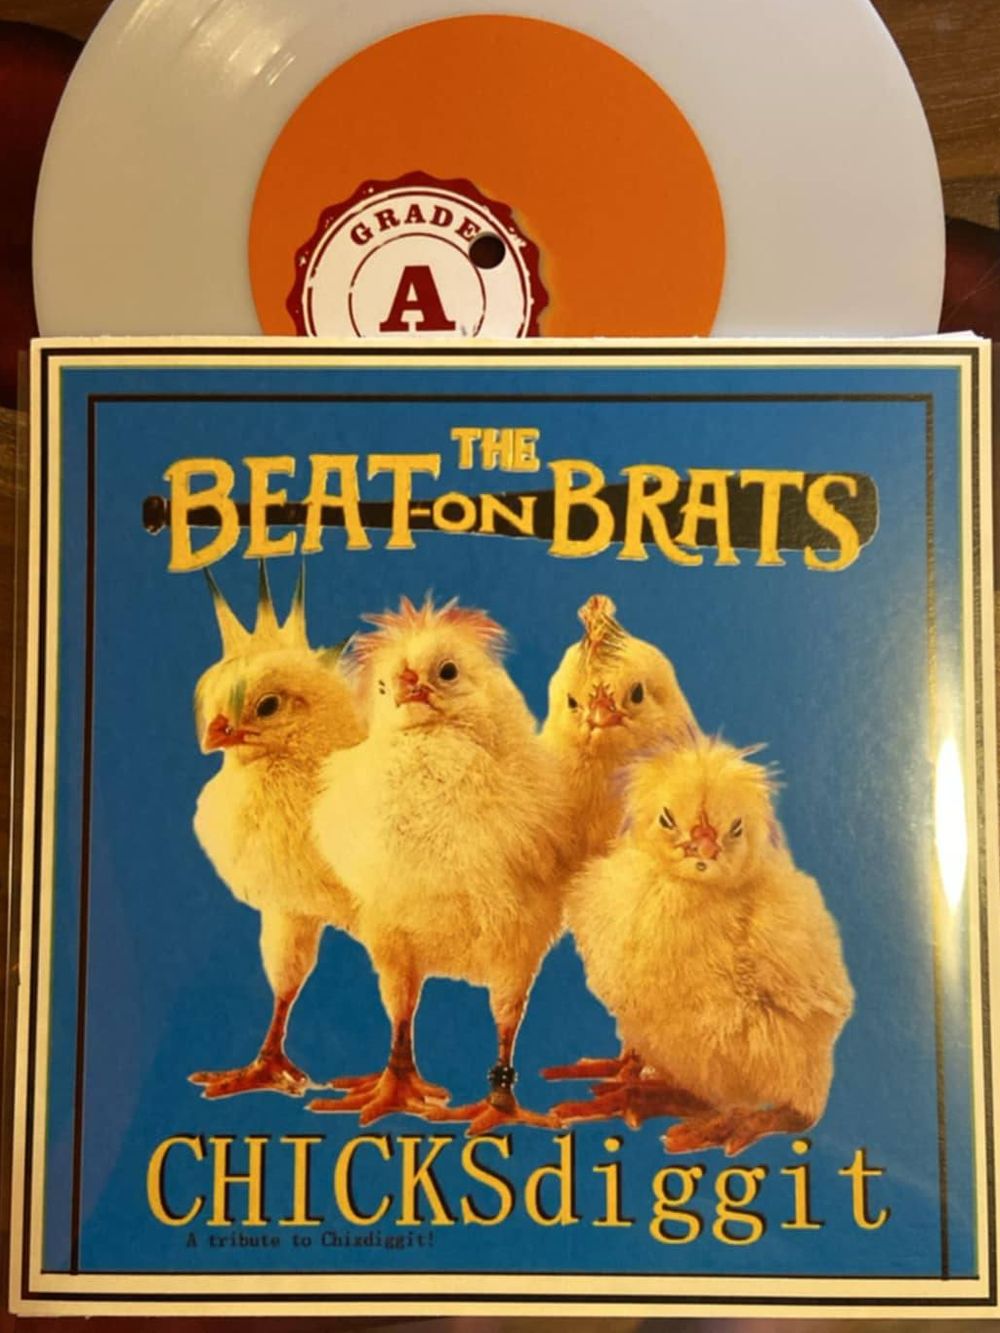 GRADE
A
THE
BEAT-ON BRATS
CHICKSdiggit
A tribute to Chixdiggit!